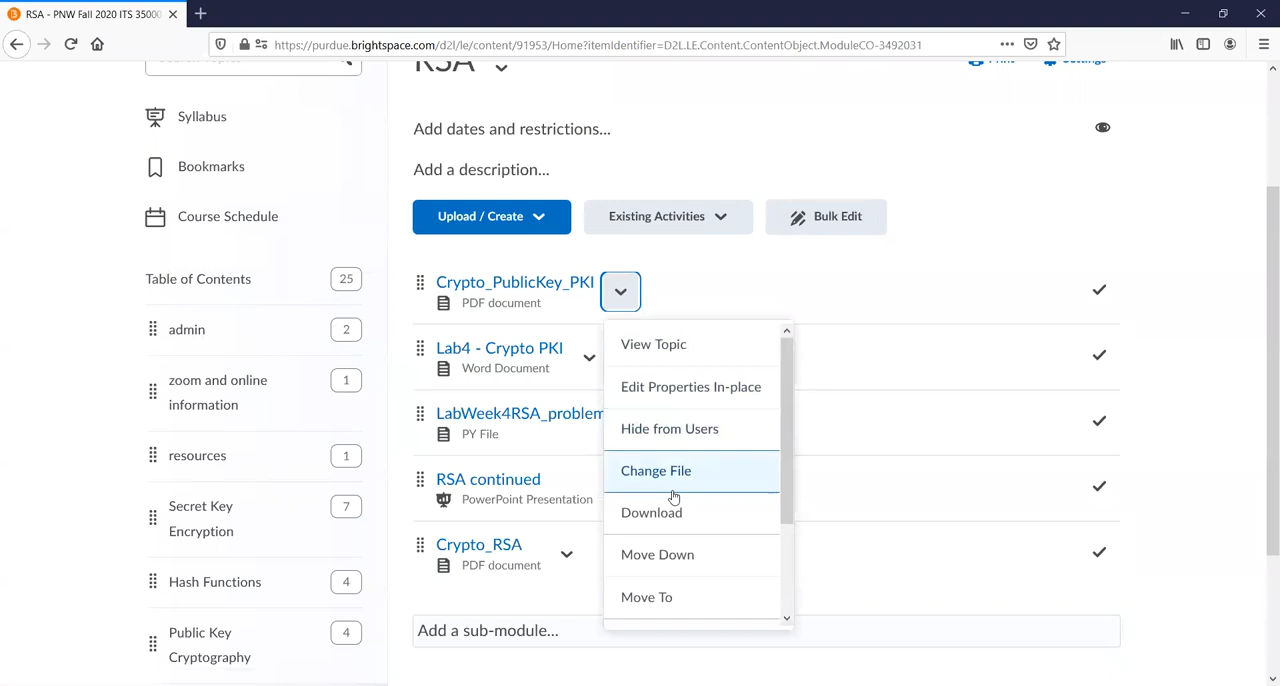 RSA - PNW Fall 2020 ITS 35000
https://purdue.brightspace.com/d2l/le/content/91953/Home?itemIdentifier=D2L.LE.Content.ContentObject.ModuleCO-3492031
RSA
Print
Settings
Syllabus
Bookmarks
Course Schedule
Table of Contents
25
admin
2
zoom and online
information
1
resources
1
Secret Key
Encryption
7
Hash Functions
4
Public Key
Cryptography
4
Add dates and restrictions...
Add a description...
Upload / Create
Existing Activities
Bulk Edit
Crypto_PublicKey_PKI
PDF document
Lab4 - Crypto PKI
Word Document
LabWeek4RSA_problem
PY File
RSA continued
PowerPoint Presentation
Crypto_RSA
PDF document
View Topic
Edit Properties In-place
Hide from Users
Change File
Download
Move Down
Move To
Add a sub-module...